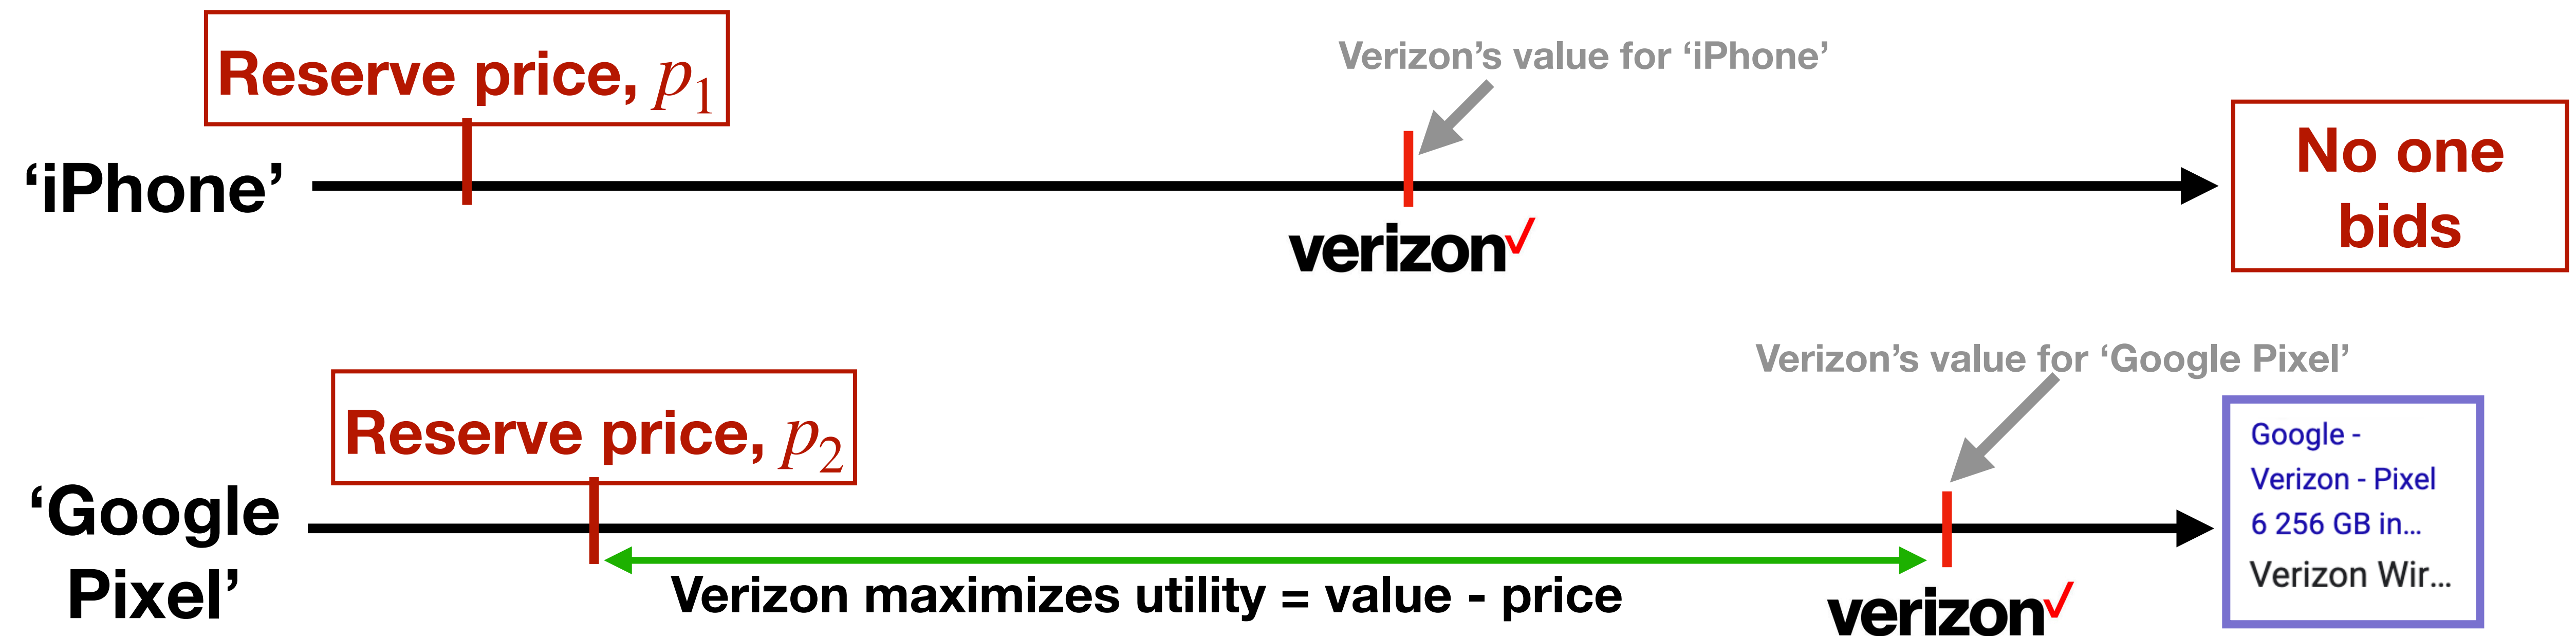 Reserve price, p₁
Verizon's value for 'iPhone'
'iPhone'
No one
bids
verizon✓
Verizon's value for 'Google Pixel'
Reserve price, p₂
'Google
Pixel'
Google -
Verizon - Pixel
6 256 GB in...
Verizon Wir...
Verizon maximizes utility = value - price
verizon✓